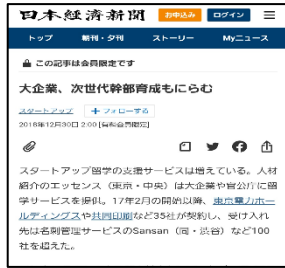 日本経済新聞 お申込み ログイン
トップ 朝刊・夕刊 ストーリー Myニュース
この記事は会員限定です
大企業、次世代幹部育成もにらむ
スタートアップ +フォローする
2018年12月30日 2:00 [有料会員限定]
スタートアップ留学の支援サービスは増えている。人材
紹介のエッセンス（東京・中央）は大企業や官公庁に留
学サービスを提供。17年2月の開始以降、東京電力ホー
ルディングスや共同印刷など35社が契約し、受け入れ
先は名刺管理サービスのSansan（同・渋谷）など100
社を超えた。